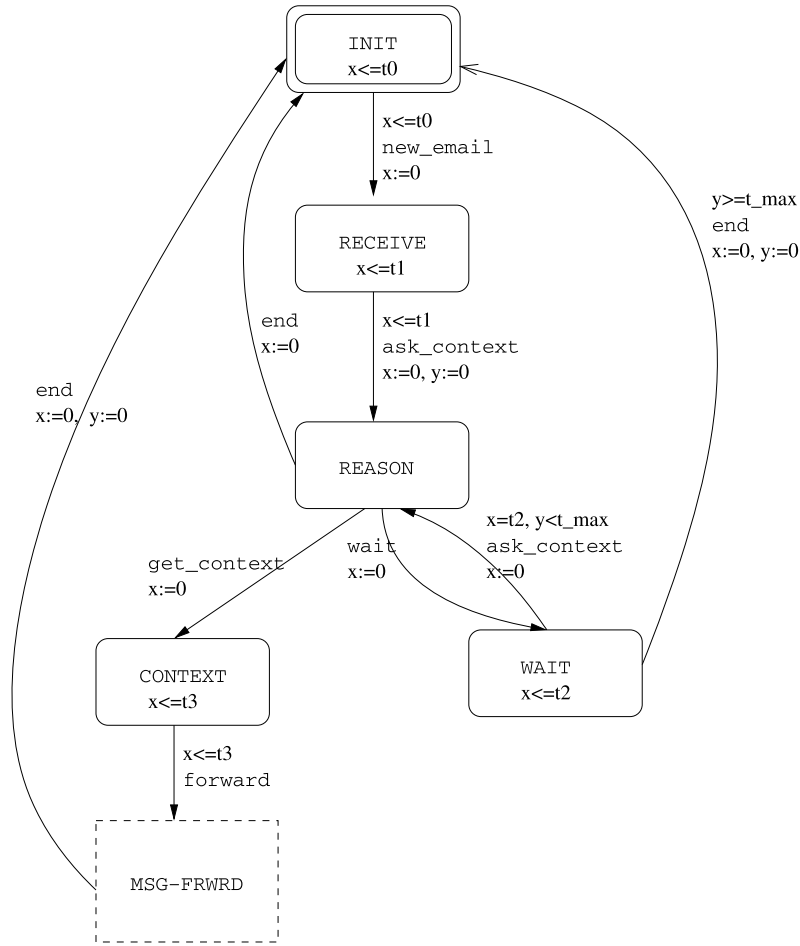 INIT
x<=t0
x<=t0
new_email
x:=0
y>=t_max
end
x:=0, y:=0
RECEIVE
x<=t1
end
x:=0
x<=t1
ask_context
x:=0, y:=0
end
x:=0, y:=0
REASON
x=t2, y<t_max
ask_context
x:=0
wait
x:=0
get_context
x:=0
CONTEXT
x<=t3
WAIT
x<=t2
x<=t3
forward
MSG-FRWRD